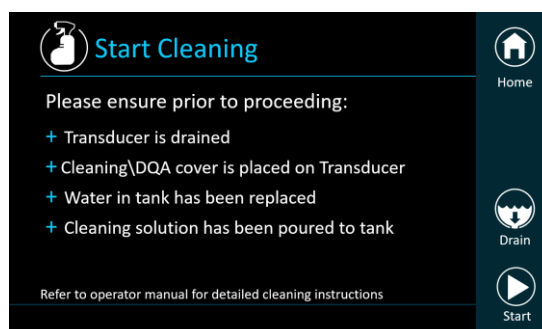 Start Cleaning
Home
Please ensure prior to proceeding:
+ Transducer is drained
+ Cleaning\DQA cover is placed on Transducer
+ Water in tank has been replaced
+ Cleaning solution has been poured to tank
Drain
Refer to operator manual for detailed cleaning instructions
Start